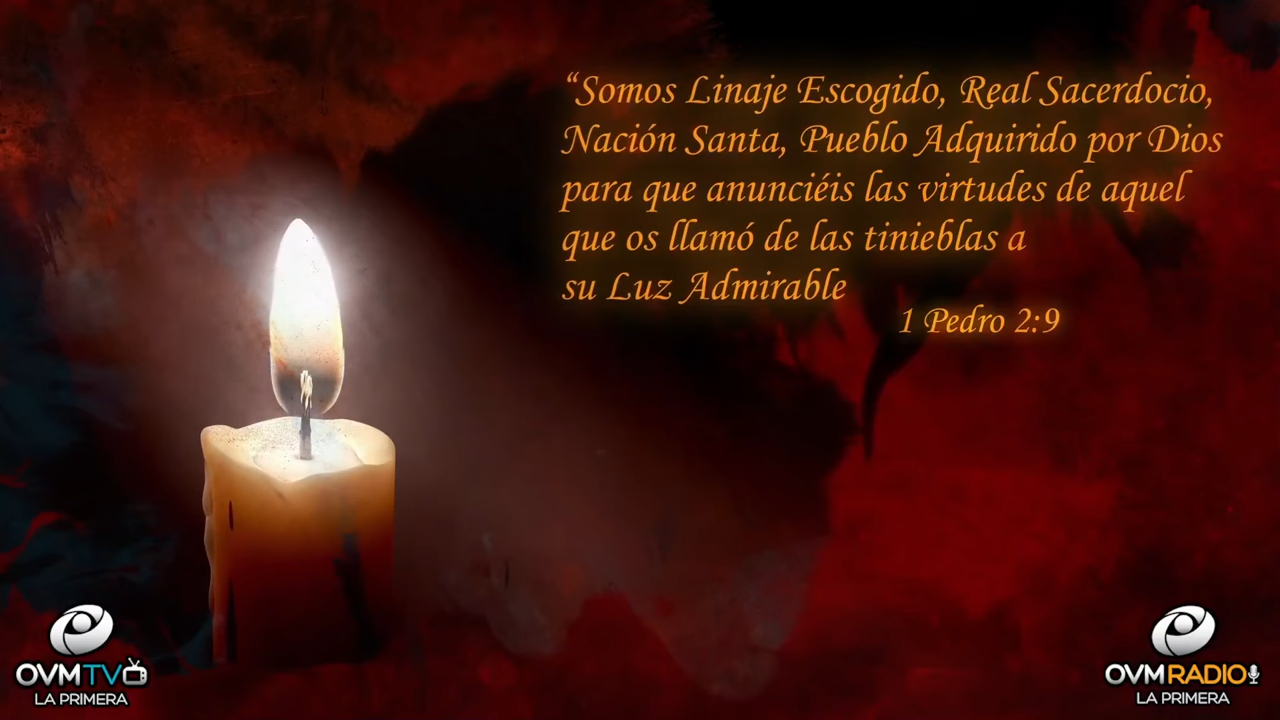 “Somos Linaje Escogido, Real Sacerdocio,
Nación Santa, Pueblo Adquirido por Dios
para que anunciéis las virtudes de aquel
que os llamó de las tinieblas a
su Luz Admirable
1 Pedro 2:9
OVMTV
LA PRIMERA
OVMRADIO
LA PRIMERA